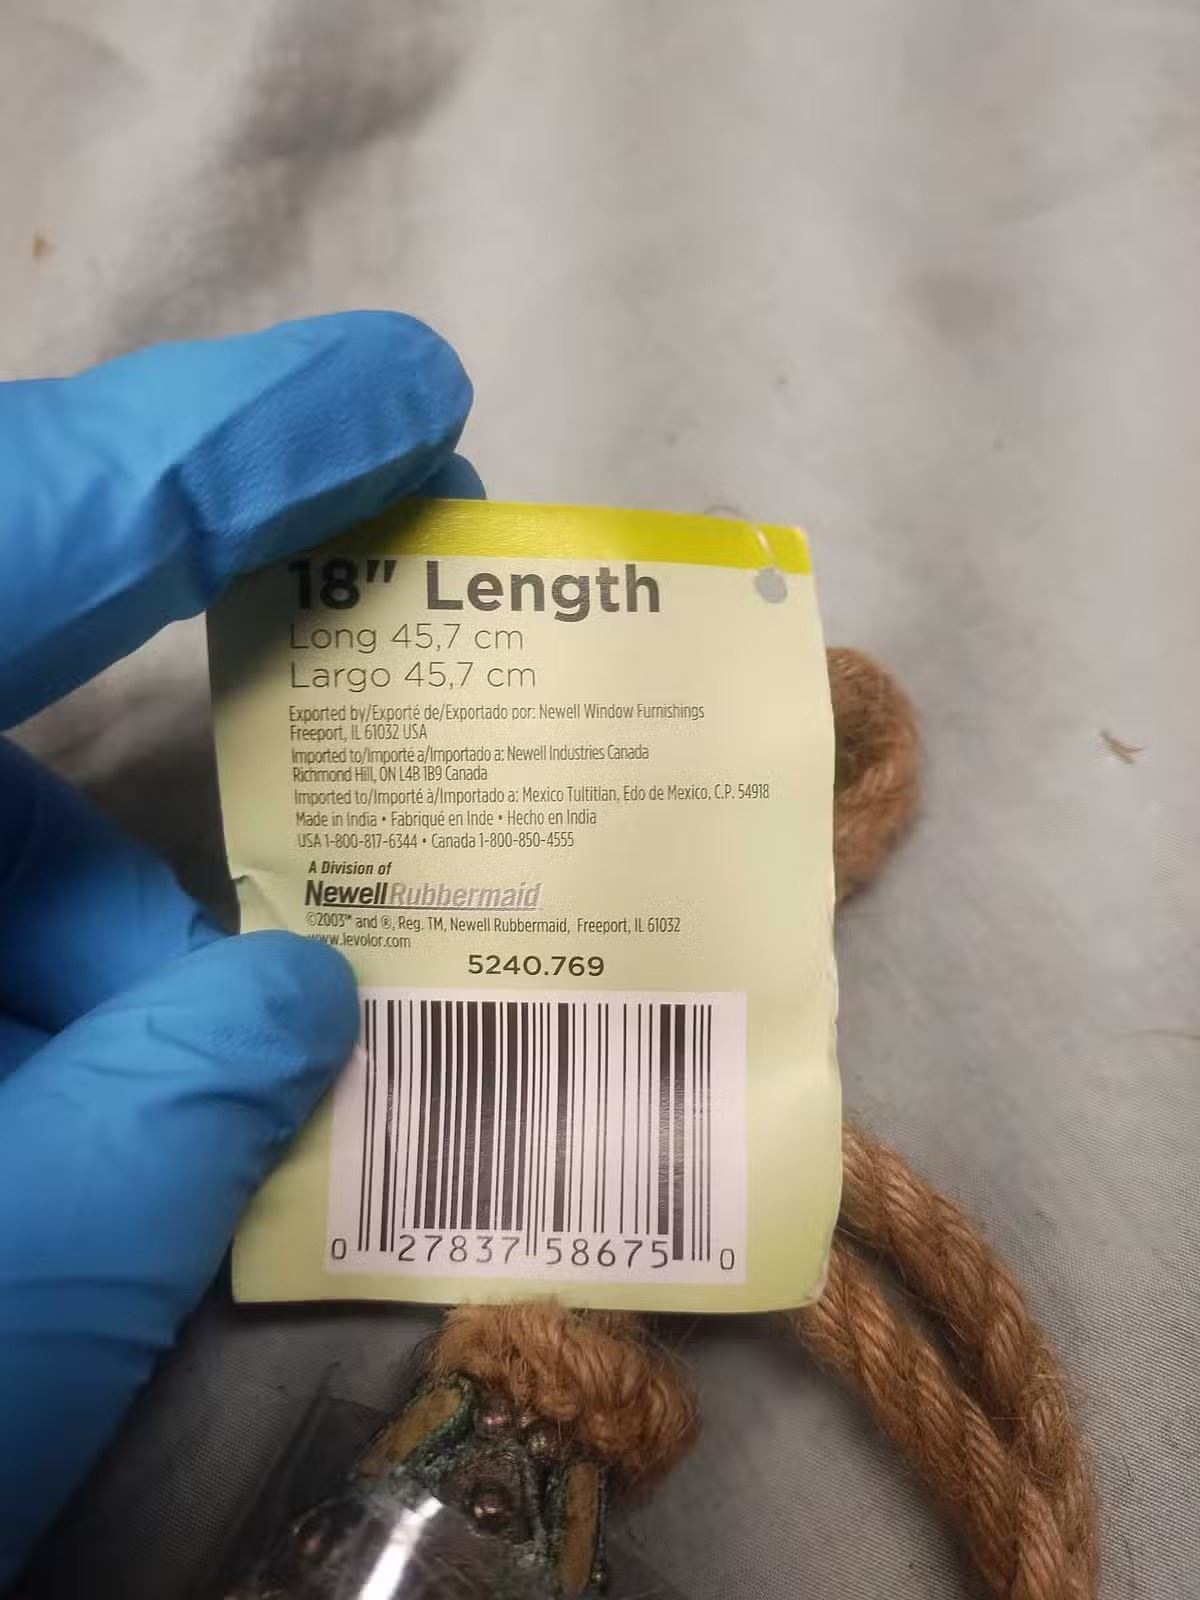 18" Length
Long 45,7 cm
Largo 45,7 cm
Exported by/Exporté de/Exportado por: Newell Window Furnishings
Freeport, IL 61032 USA
Imported to/Importé à/Importado a: Newell Industries Canada
Richmond Hill, ON L4B 1B9 Canada
Imported to/Importé à/Importado a: Mexico Tultitlan, Edo de Mexico, C.P. 54918
Made in India • Fabriqué en Inde • Hecho en India
USA 1-800-817-6344 • Canada 1-800-850-4555
A Division of
NewellRubbermaid
©2003™ and ®, Reg. TM, Newell Rubbermaid, Freeport, IL 61032
www.levolor.com
5240.769
0 27837 58675 0